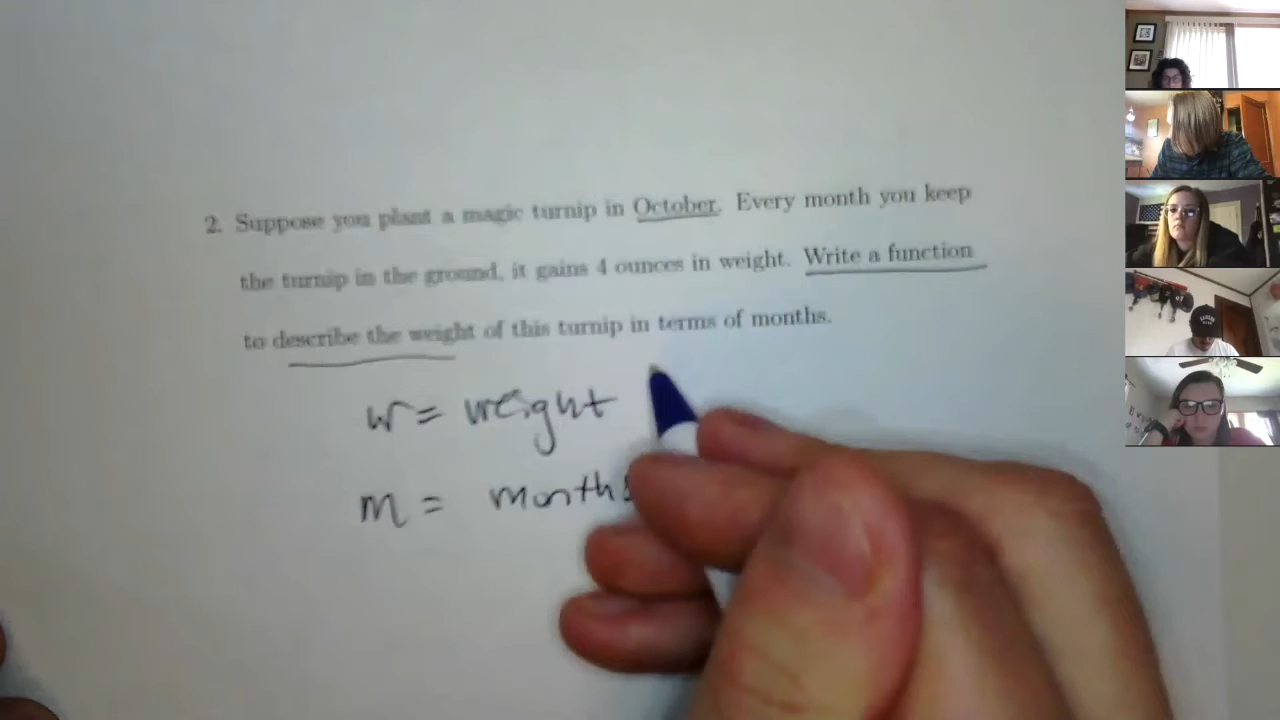 2. Suppose you plant a magic turnip in October. Every month you keep
the turnip in the ground, it gains 4 ounces in weight. Write a function
to describe the weight of this turnip in terms of months.
w = weight
m = months